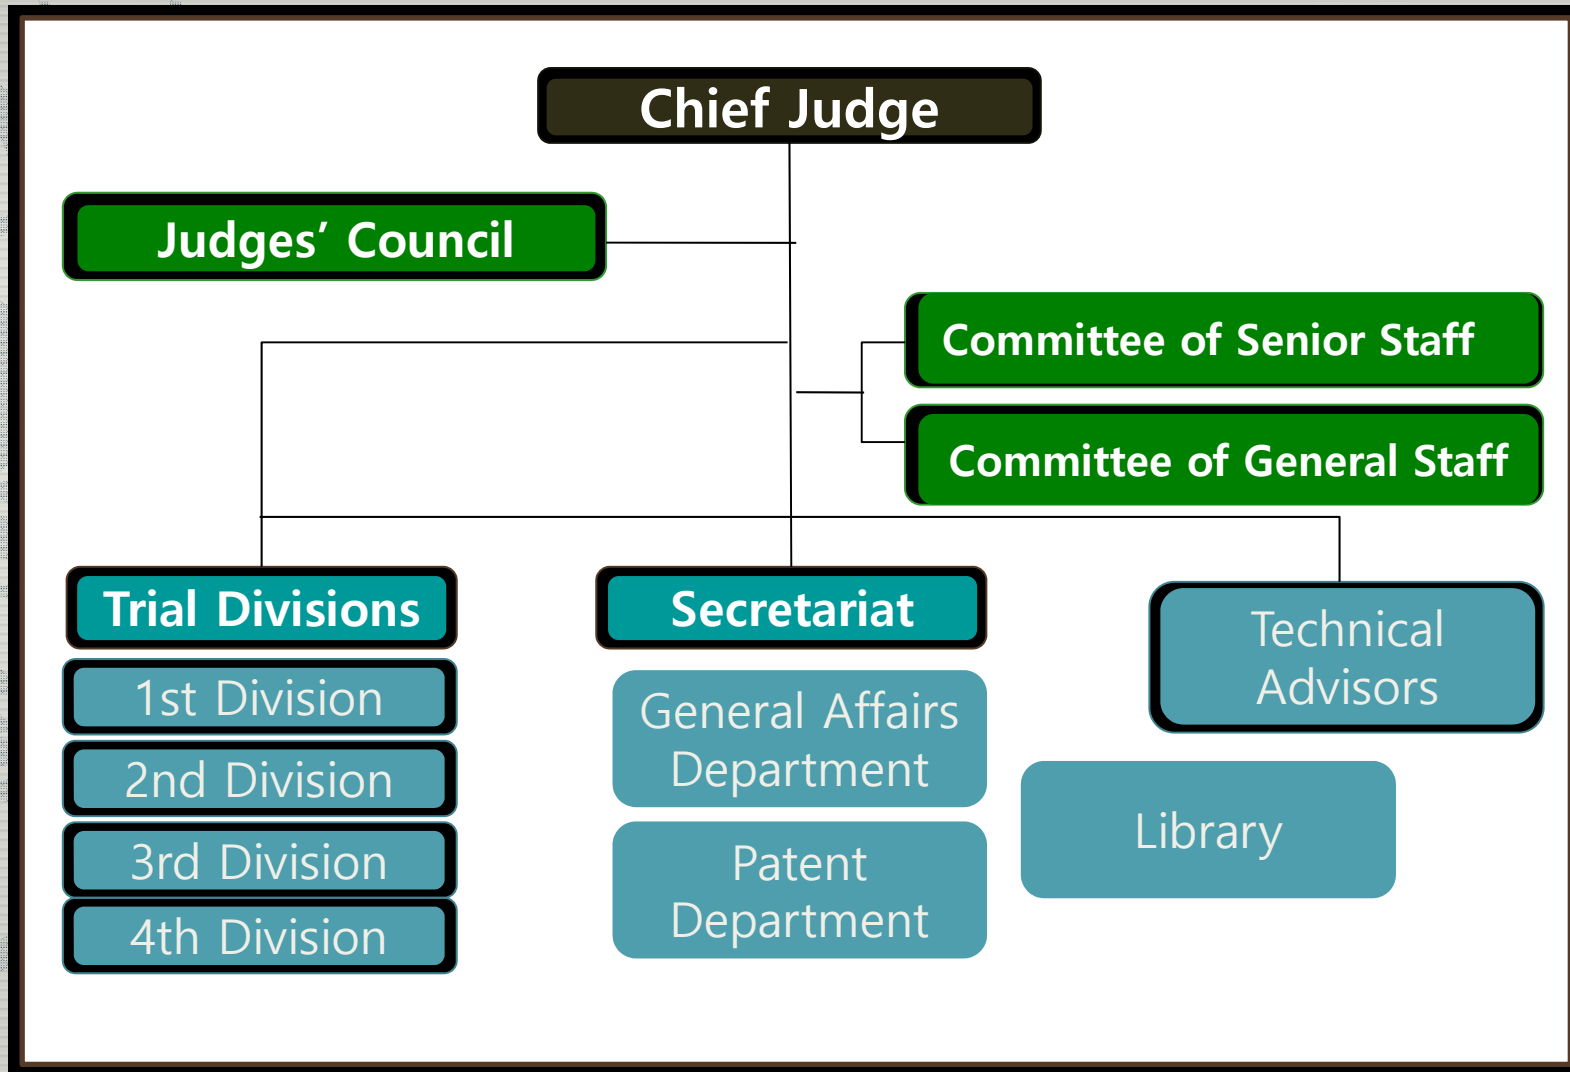 Chief Judge
Judges’ Council
Committee of Senior Staff
Committee of General Staff
Trial Divisions
1st Division
2nd Division
3rd Division
4th Division
Secretariat
General Affairs
Department
Patent
Department
Technical
Advisors
Library